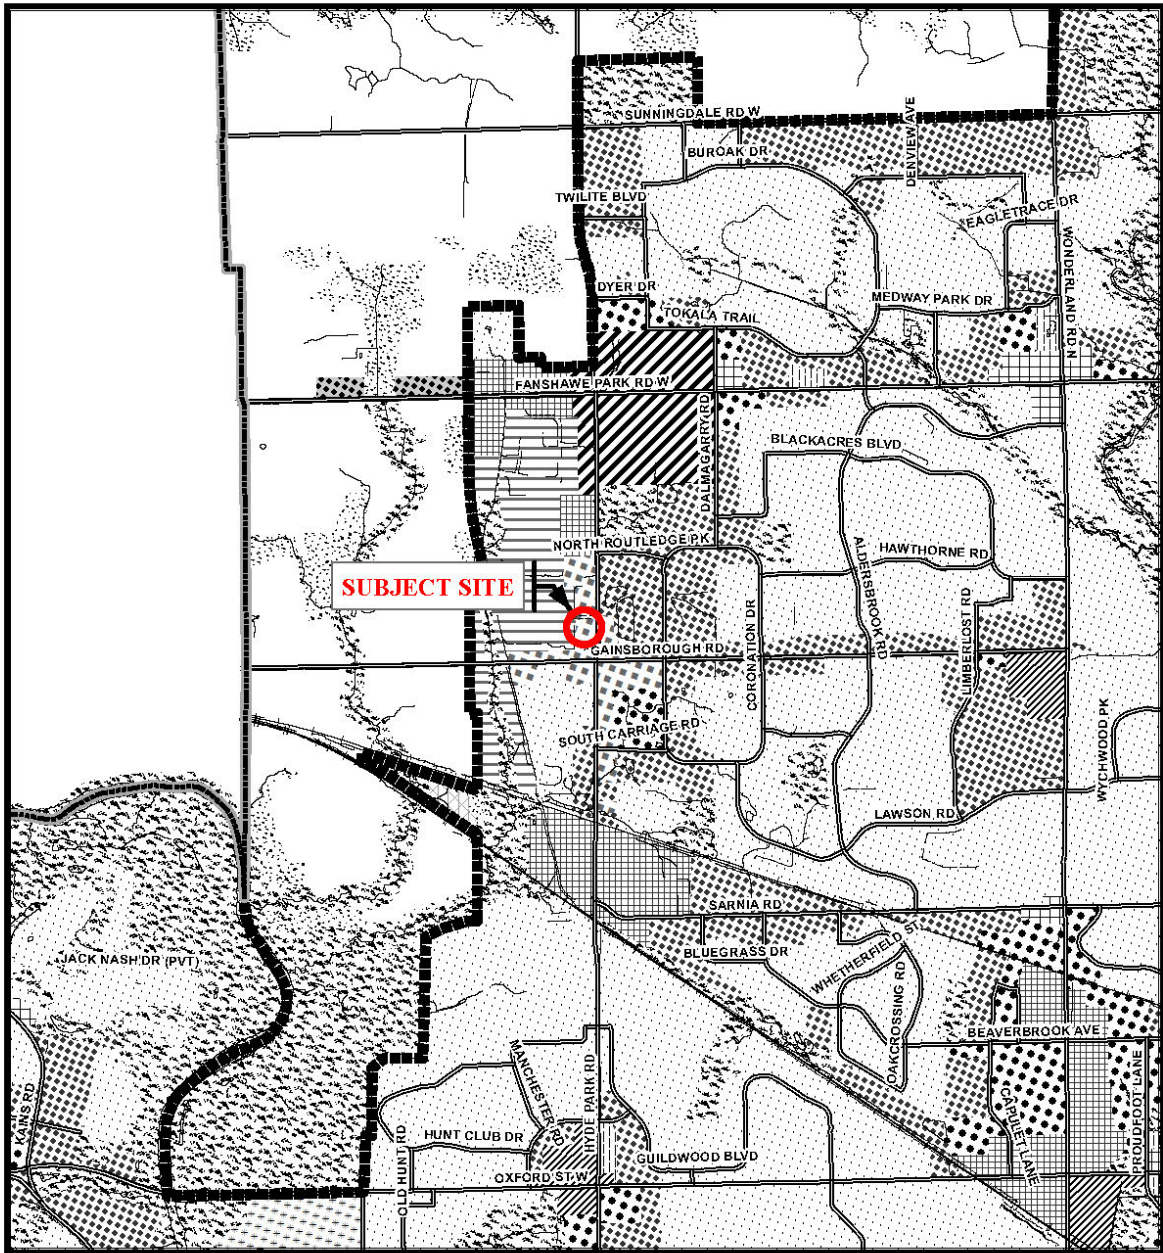 SUNNINGDALE RD W
DENVIEW AVE
BUROAK DR
TWILITE BLVD
EAGLETRACE DR
WONDERLAND RD N
DYER DR
MEDWAY PARK DR
TOKALA TRAIL
FANSHAWE PARK RD W
DALMAGARRY RD
BLACKACRES BLVD
NORTH ROUTLEDGE PK
ALDERSBROOK RD
HAWTHORNE RD
SUBJECT SITE
LIMBERLOST RD
CORONATION DR
GAINSBOROUGH RD
WYCHWOOD PK
SOUTH CARRIAGE RD
LAWSON RD
SARNIA RD
BLUEGRASS DR
WHETHERFIELD ST
JACK NASH DR (PVT)
OAKCROSSING RD
BEAVERBROOK AVE
MANCHESTER RD
HYDE PARK RD
KAINS RD
CAPULET LANE
PROUDFOOT LANE
HUNT CLUB DR
OLD HUNT RD
GUILDWOOD BLVD
OXFORD ST W